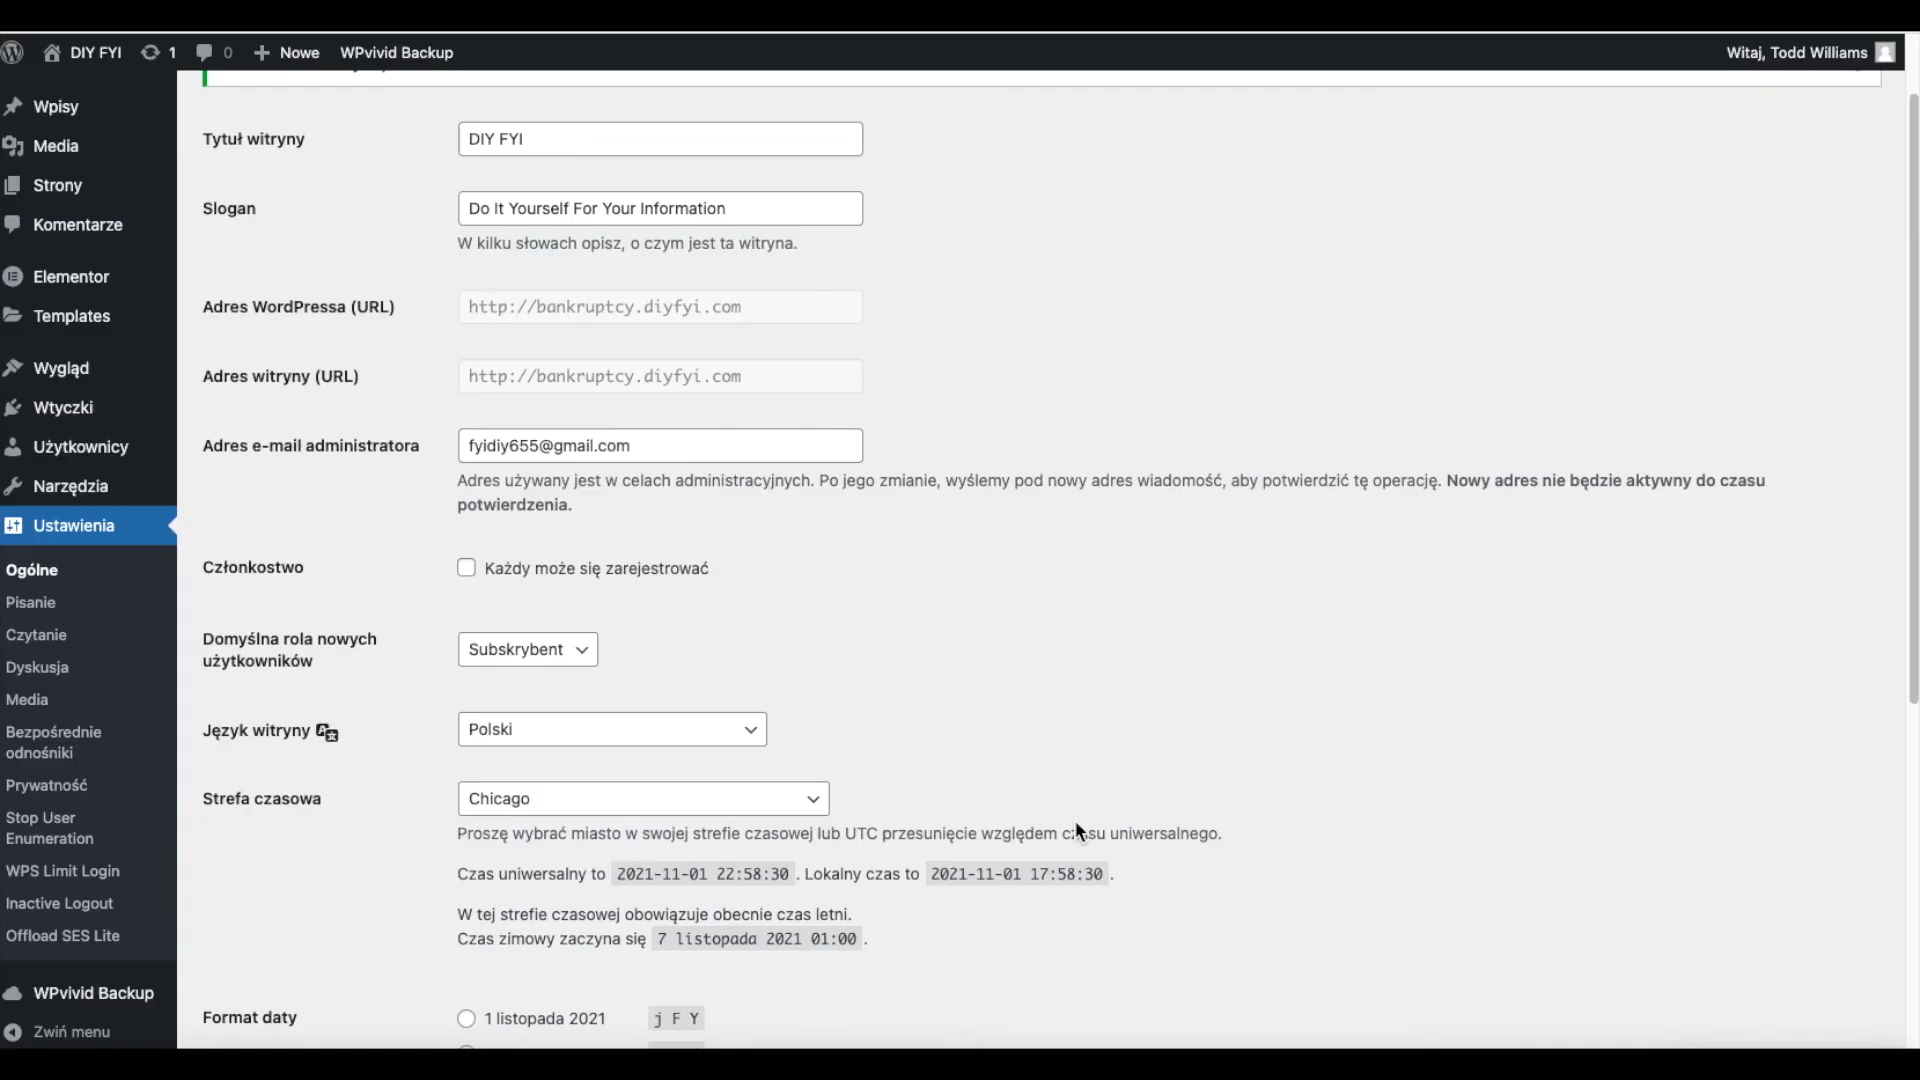 DIY FYI 1 0 Nowe WPvivid Backup Witaj, Todd Williams
Wpisy
Media
Strony
Komentarze
Elementor
Templates
Wygląd
Wtyczki
Użytkownicy
Narzędzia
Ustawienia
Ogólne
Pisanie
Czytanie
Dyskusja
Media
Bezpośrednie
odnośniki
Prywatność
Stop User
Enumeration
WPS Limit Login
Inactive Logout
Offload SES Lite
WPvivid Backup
Zwiń menu
Tytuł witryny DIY FYI
Slogan Do It Yourself For Your Information
W kilku słowach opisz, o czym jest ta witryna.
Adres WordPressa (URL) http://bankruptcy.diyfyi.com
Adres witryny (URL) http://bankruptcy.diyfyi.com
Adres e-mail administratora fyidiy655@gmail.com
Adres używany jest w celach administracyjnych. Po jego zmianie, wyślemy pod nowy adres wiadomość, aby potwierdzić tę operację. Nowy adres nie będzie aktywny do czasu
potwierdzenia.
Członkostwo Każdy może się zarejestrować
Domyślna rola nowych
użytkowników Subskrybent
Język witryny Polski
Strefa czasowa Chicago
Proszę wybrać miasto w swojej strefie czasowej lub UTC przesunięcie względem czasu uniwersalnego.
Czas uniwersalny to 2021-11-01 22:58:30 . Lokalny czas to 2021-11-01 17:58:30 .
W tej strefie czasowej obowiązuje obecnie czas letni.
Czas zimowy zaczyna się 7 listopada 2021 01:00 .
Format daty 1 listopada 2021 j F Y